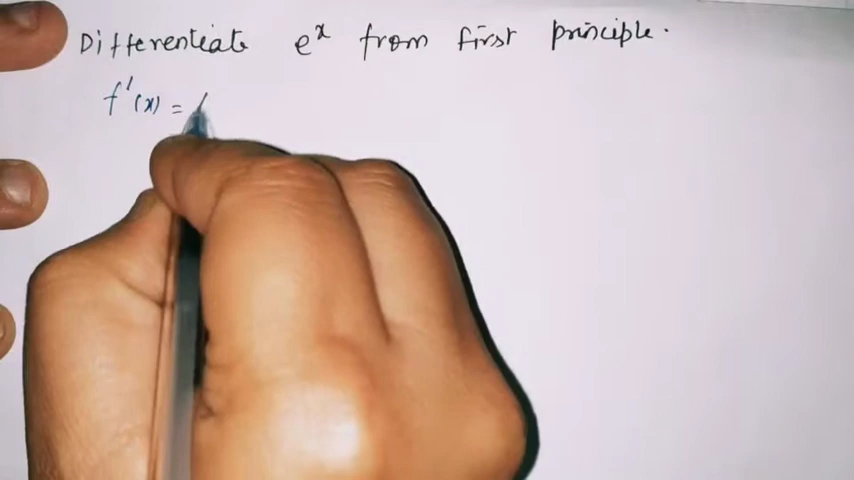 Differentiate e^x from first principle.
f'(x) =